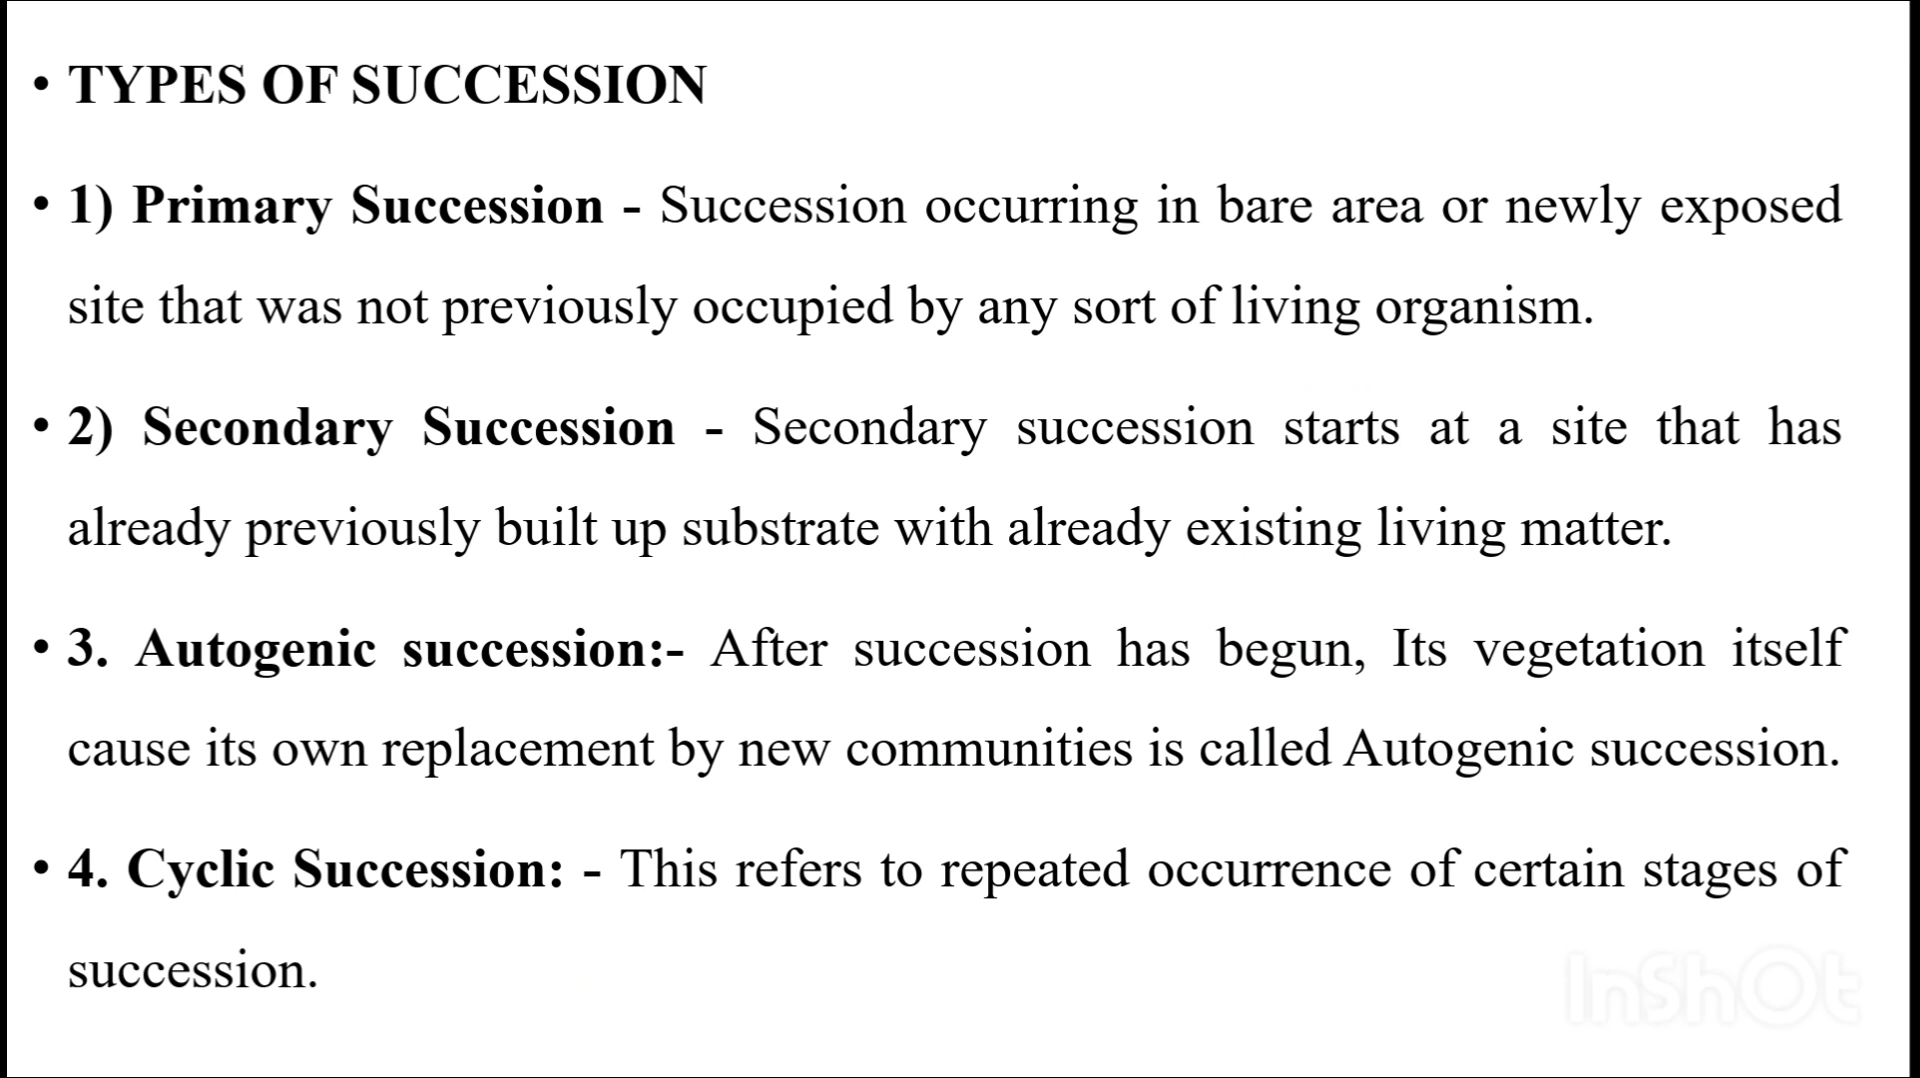 • TYPES OF SUCCESSION
• 1) Primary Succession - Succession occurring in bare area or newly exposed
site that was not previously occupied by any sort of living organism.
• 2) Secondary Succession - Secondary succession starts at a site that has
already previously built up substrate with already existing living matter.
• 3. Autogenic succession:- After succession has begun, Its vegetation itself
cause its own replacement by new communities is called Autogenic succession.
• 4. Cyclic Succession: - This refers to repeated occurrence of certain stages of
succession.
InShOt